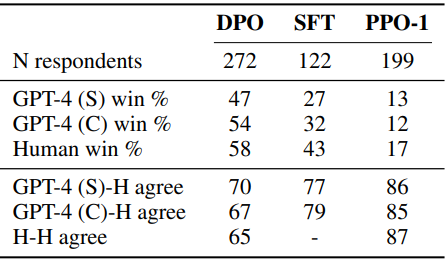 DPO SFT PPO-1
N respondents 272 122 199
GPT-4 (S) win % 47 27 13
GPT-4 (C) win % 54 32 12
Human win % 58 43 17
GPT-4 (S)-H agree 70 77 86
GPT-4 (C)-H agree 67 79 85
H-H agree 65 - 87